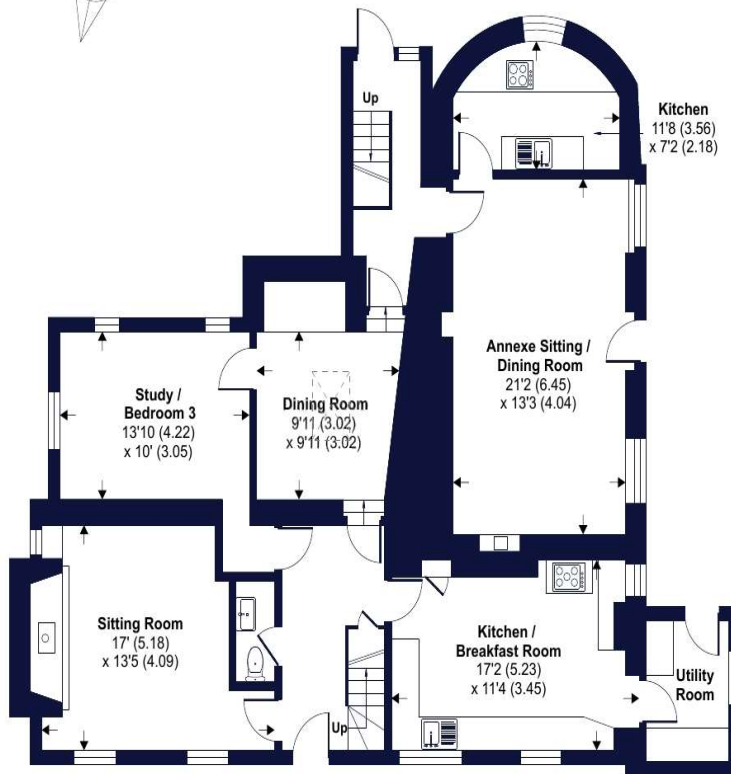 Up
Kitchen
11'8 (3.56)
x 7'2 (2.18)
Annexe Sitting /
Dining Room
21'2 (6.45)
x 13'3 (4.04)
Study /
Bedroom 3
13'10 (4.22)
x 10' (3.05)
Dining Room
9'11 (3.02)
x 9'11 (3.02)
Sitting Room
17' (5.18)
x 13'5 (4.09)
Kitchen /
Breakfast Room
17'2 (5.23)
x 11'4 (3.45)
Utility
Room
Up